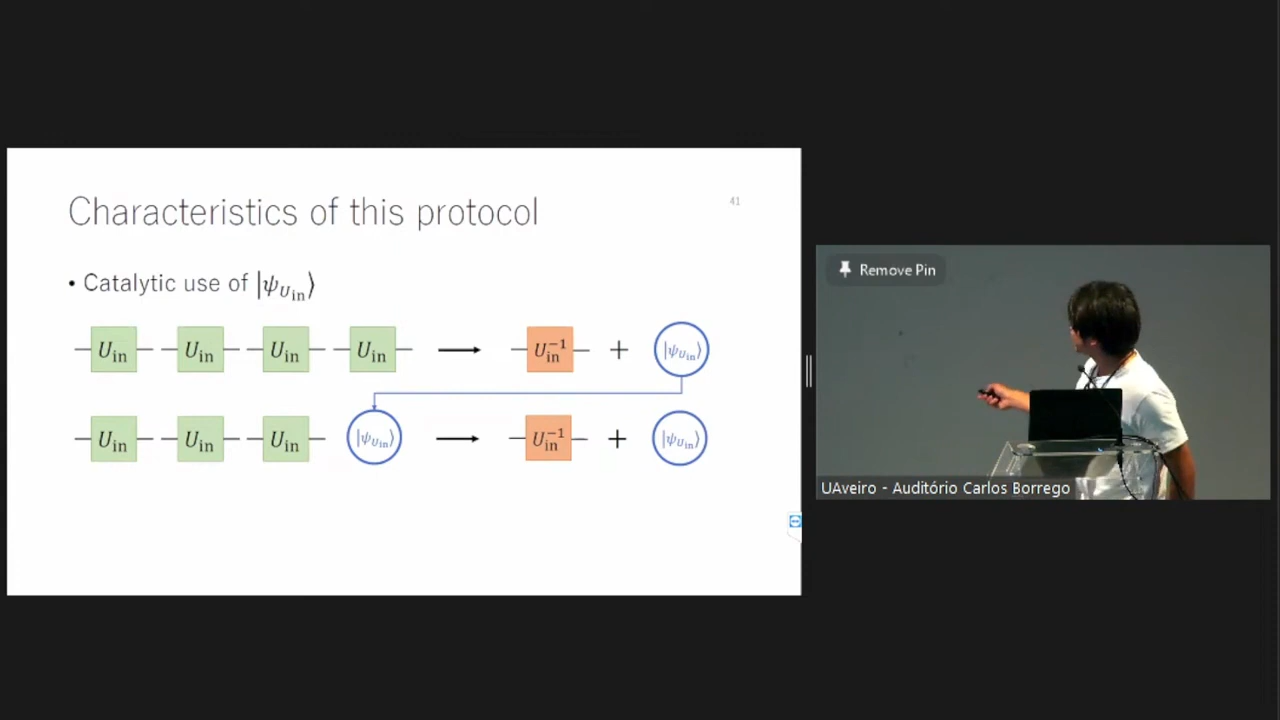 Characteristics of this protocol
41
• Catalytic use of |ψ_{U_in}⟩
U_in U_in U_in U_in → U_in^{-1} + |ψ_{U_in}⟩
U_in U_in U_in |ψ_{U_in}⟩ → U_in^{-1} + |ψ_{U_in}⟩
Remove Pin
UAveiro - Auditório Carlos Borrego